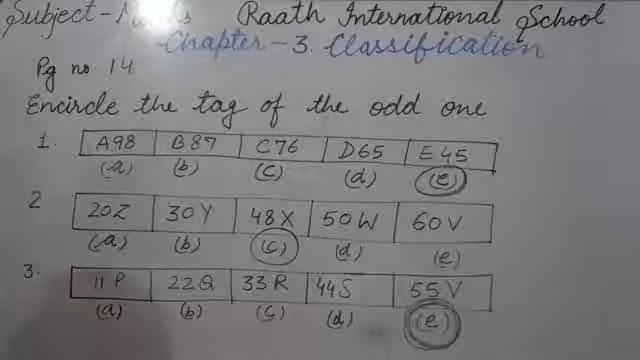 Raath International School
Chapter-3. Classification
Pg no 14
Encircle the tag of the odd one
1. A98 B87 C76 D65 E45
(a) (b) (c) (d) (e)
2 20Z 30Y 48X 50W 60V
(a) (b) (c) (d) (e)
3. 11P 22Q 33R 44S 55V
(a) (b) (c) (d) (e)